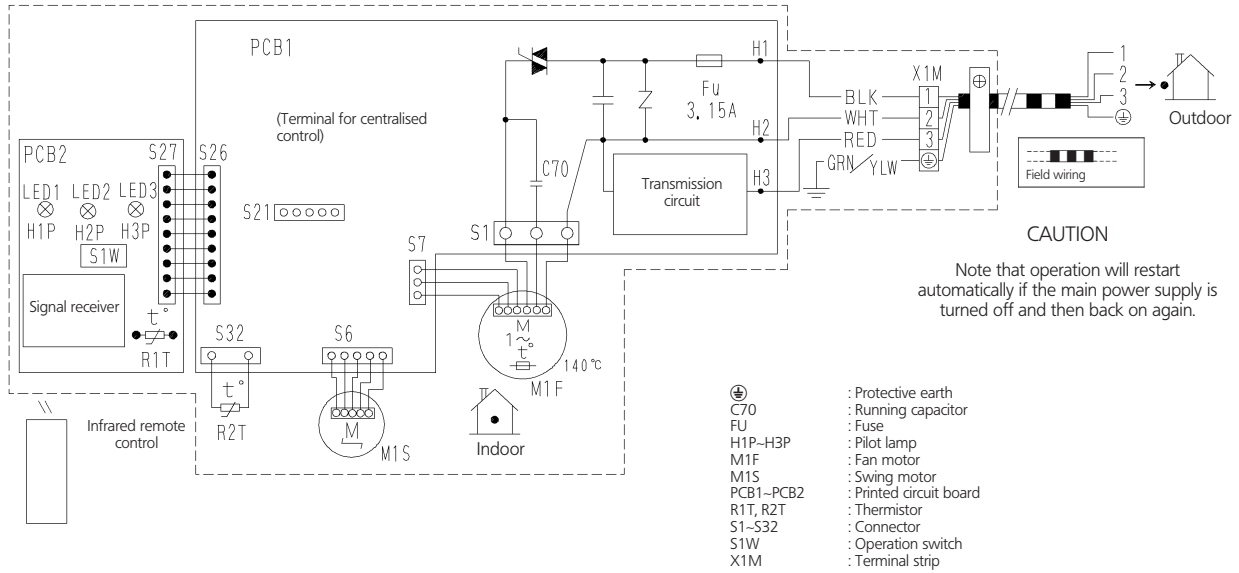 PCB1
(Terminal for centralised
control)
PCB2
S27
S26
LED1
LED2
LED3
H1P
H2P
H3P
S1W
Signal receiver
t°
R1T
S21
S32
t°
R2T
S6
M
M1S
S7
S1
C70
M
1~
t°
140°C
M1F
Fu
3.15A
H1
H2
H3
Transmission
circuit
BLK
WHT
RED
GRN/YLW
X1M
1
2
3
1
2
3
Outdoor
Field wiring
Infrared remote
control
Indoor
CAUTION
Note that operation will restart
automatically if the main power supply is
turned off and then back on again.
: Protective earth
C70 : Running capacitor
FU : Fuse
H1P~H3P : Pilot lamp
M1F : Fan motor
M1S : Swing motor
PCB1~PCB2 : Printed circuit board
R1T, R2T : Thermistor
S1~S32 : Connector
S1W : Operation switch
X1M : Terminal strip